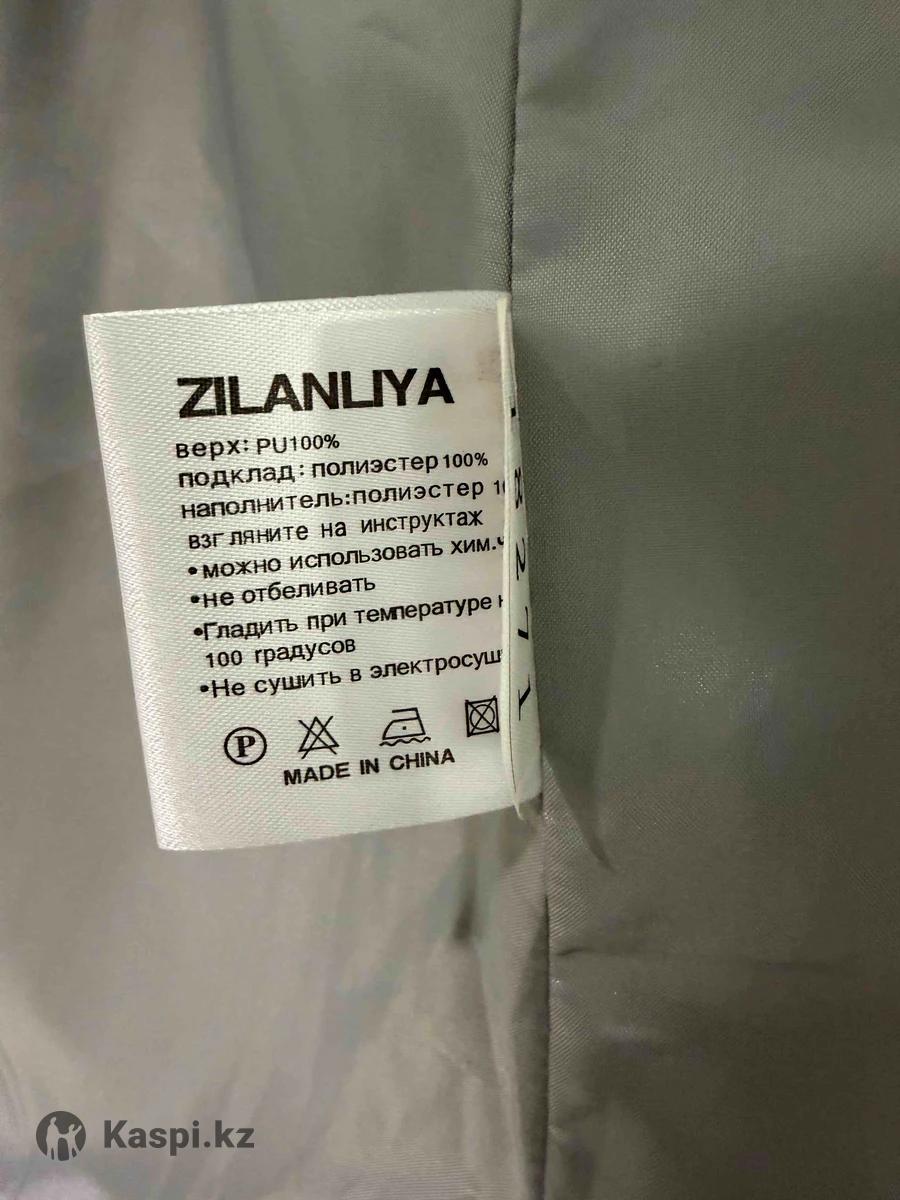 ZILANLIYA
верх: PU100%
подклад: полиэстер 100%
наполнитель:полиэстер
взгляните на инструктаж
•можно использовать хим.
•не отбеливать
•Гладить при температуре
100 градусов
•Не сушить в
P
MADE IN CHINA
Kaspi.kz